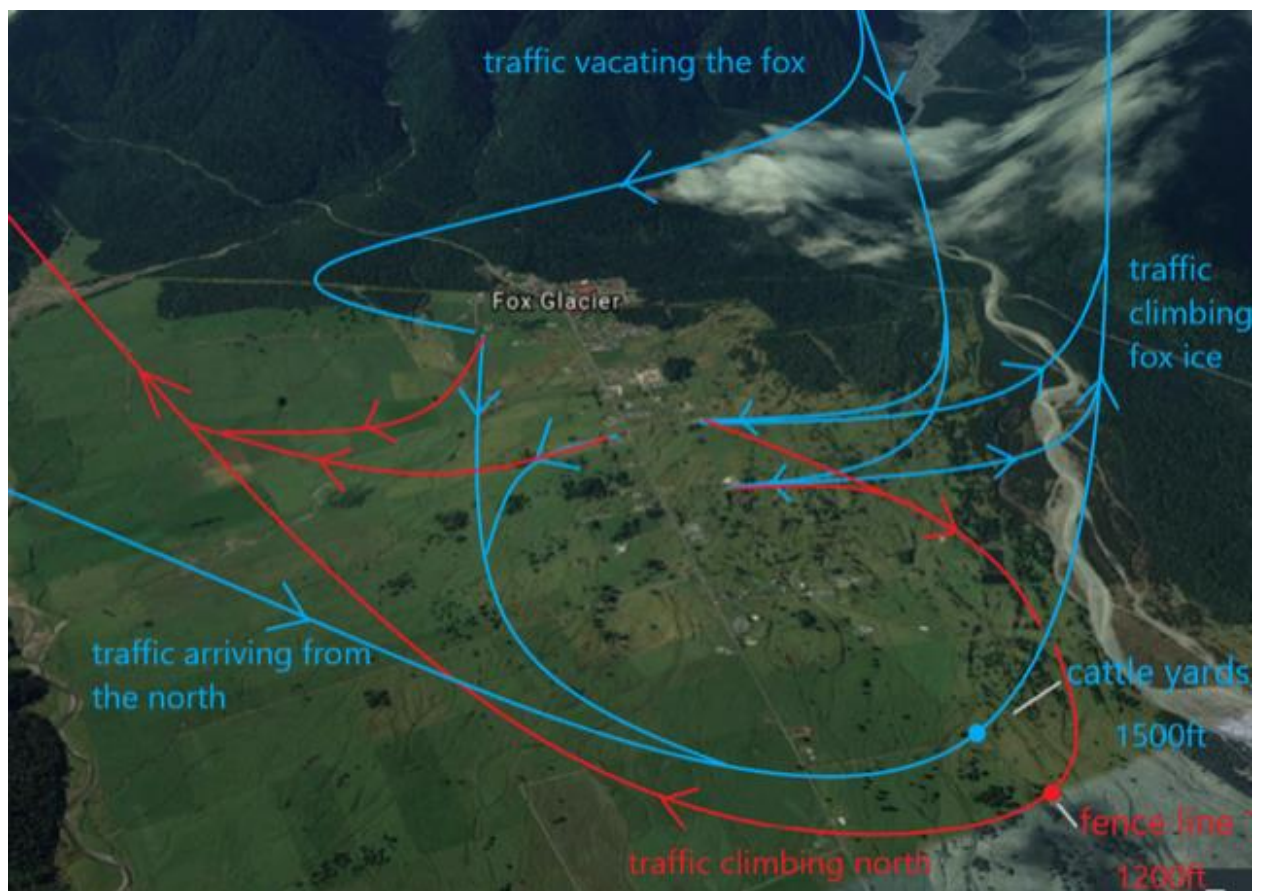 traffic vacating the fox
traffic
climbing
fox ice
Fox Glacier
traffic arriving from
the north
cattle yards
1500ft
fence line
traffic climbing north
1200ft